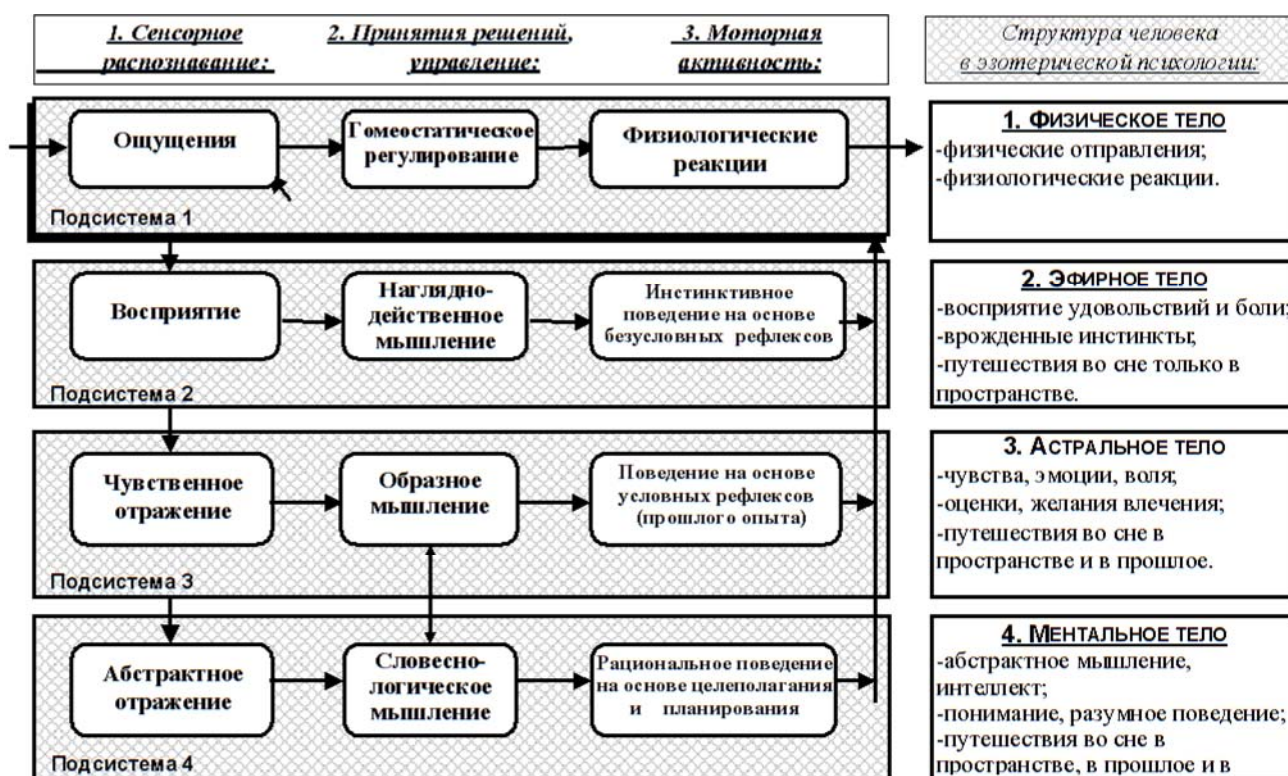 1. Сенсорное
распознавание:
2. Принятия решений,
управление:
3. Моторная
активность:
Структура человека
в эзотерической психологии:
Ощущения
Гомеостатическое
регулирование
Физиологические
реакции
Подсистема 1
1. ФИЗИЧЕСКОЕ ТЕЛО
-физические отправления;
-физиологические реакции.
Восприятие
Наглядно-
действенное
мышление
Инстинктивное
поведение на основе
безусловных рефлексов
Подсистема 2
2. ЭФИРНОЕ ТЕЛО
-восприятие удовольствий и боли;
-врожденные инстинкты;
-путешествия во сне только в
пространстве.
Чувственное
отражение
Образное
мышление
Поведение на основе
условных рефлексов
(прошлого опыта)
Подсистема 3
3. АСТРАЛЬНОЕ ТЕЛО
-чувства, эмоции, воля;
-оценки, желания влечения;
-путешествия во сне в
пространстве и в прошлое.
Абстрактное
отражение
Словесно-
логическое
мышление
Рациональное поведение
на основе целеполагания
и планирования
Подсистема 4
4. МЕНТАЛЬНОЕ ТЕЛО
-абстрактное мышление,
интеллект;
-понимание, разумное поведение;
-путешествия во сне в
пространстве, в прошлое и в